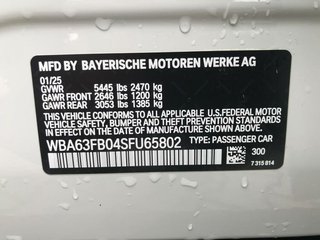 MFD BY BAYERISCHE MOTOREN WERKE AG
01/25
GVWR 5445 lbs 2470 kg
GAWR FRONT 2646 lbs 1200 kg
GAWR REAR 3053 lbs 1385 kg
THIS VEHICLE CONFORMS TO ALL APPLICABLE U.S.FEDERAL MOTOR
VEHICLE SAFETY, BUMPER, AND THEFT PREVENTION STANDARDS
IN EFFECT ON THE DATE OF MANUFACTURE SHOWN ABOVE.
WBA63FB04SFU65802 TYPE: PASSENGER CAR
300
7 315 814